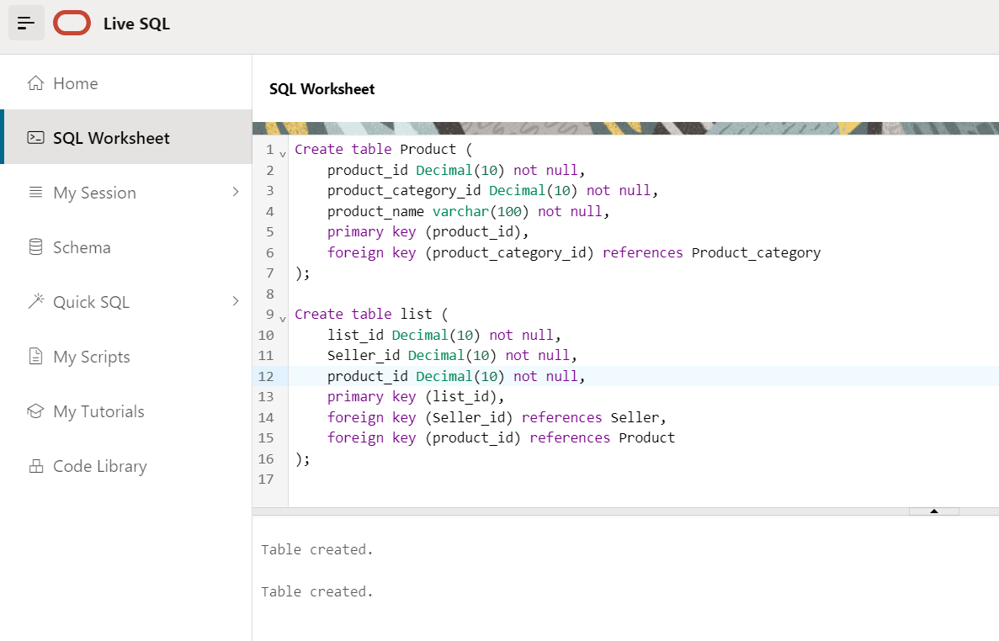 Live SQL
Home
SQL Worksheet
My Session
Schema
Quick SQL
My Scripts
My Tutorials
Code Library
SQL Worksheet
1 Create table Product (
2     product_id Decimal(10) not null,
3     product_category_id Decimal(10) not null,
4     product_name varchar(100) not null,
5     primary key (product_id),
6     foreign key (product_category_id) references Product_category
7 );
8
9 Create table list (
10     list_id Decimal(10) not null,
11     Seller_id Decimal(10) not null,
12     product_id Decimal(10) not null,
13     primary key (list_id),
14     foreign key (Seller_id) references Seller,
15     foreign key (product_id) references Product
16 );
17
Table created.
Table created.